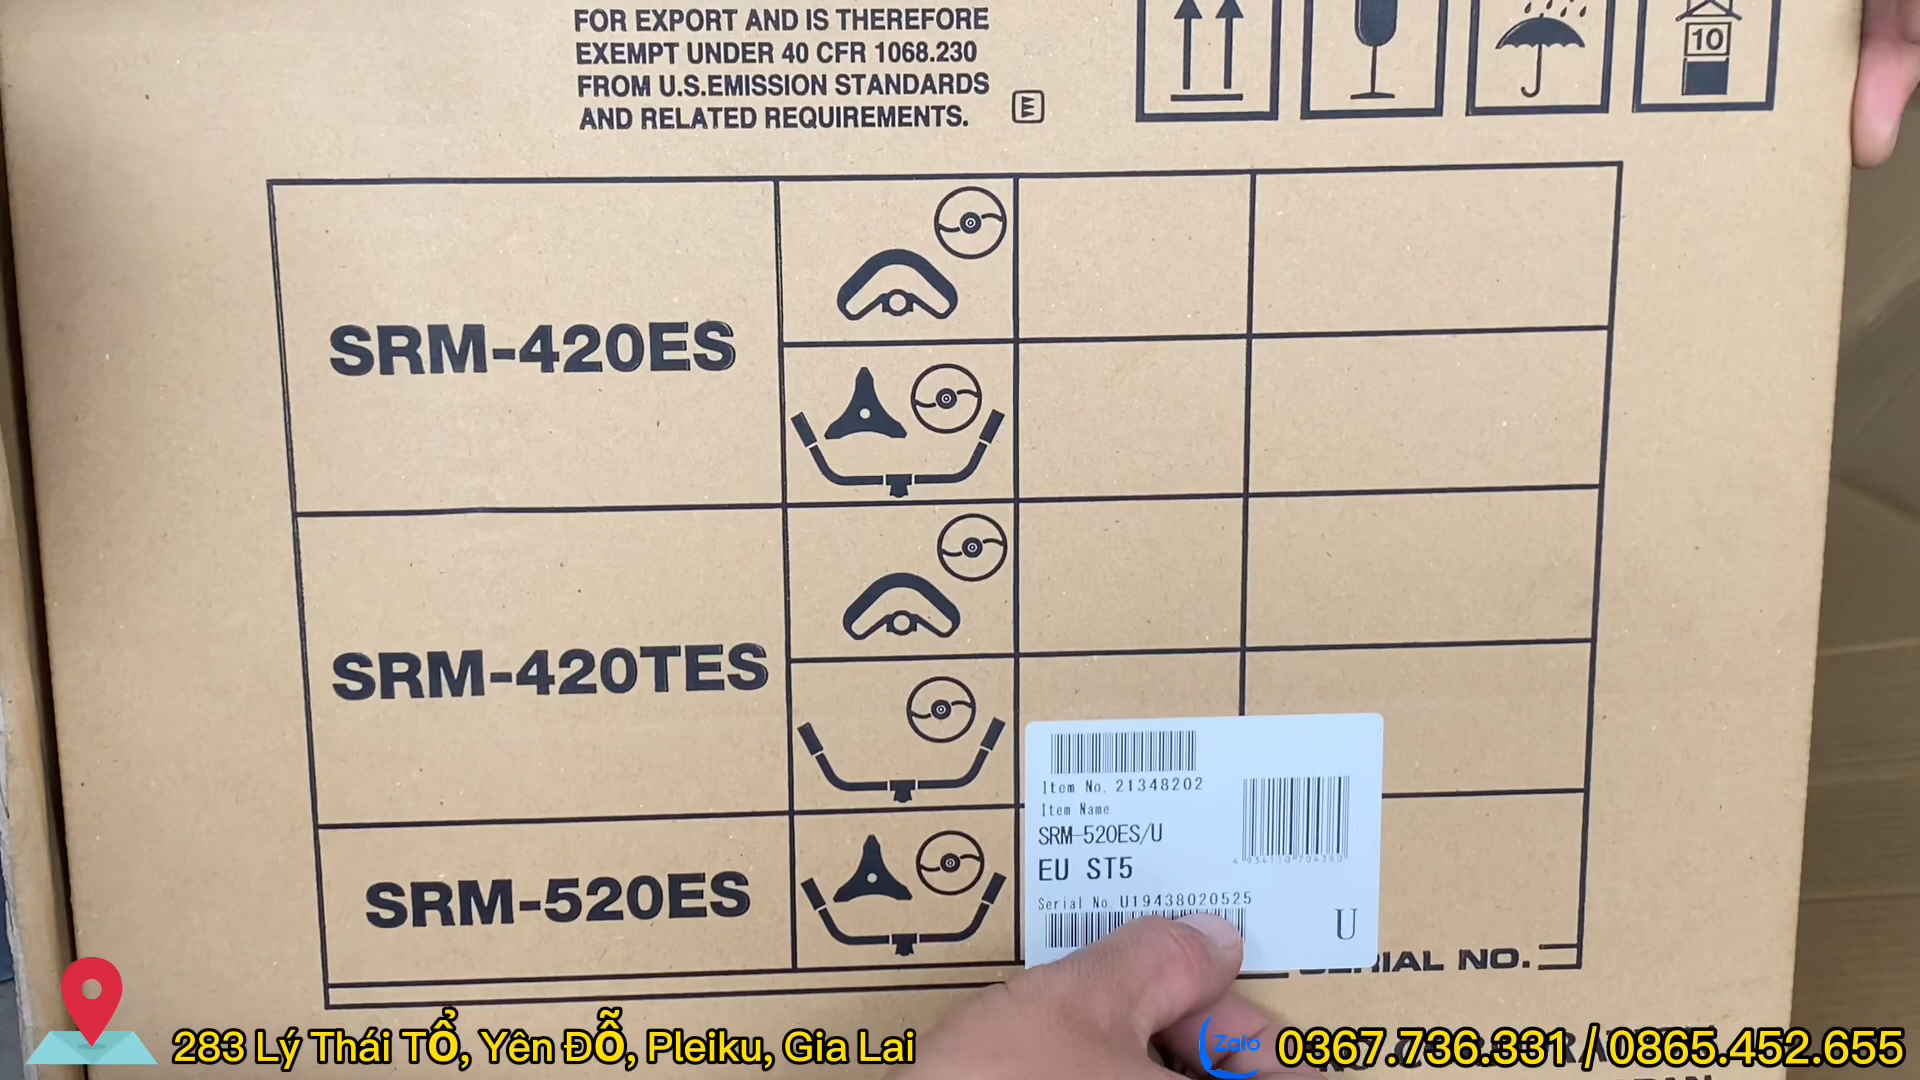 FOR EXPORT AND IS THEREFORE
EXEMPT UNDER 40 CFR 1068.230
FROM U.S.EMISSION STANDARDS
AND RELATED REQUIREMENTS.
E
10
SRM-420ES
SRM-420TES
SRM-520ES
Item No. 21348202
Item Name
SRM-520ES/U
EU ST5
Serial No. U19438020525
U
SERIAL NO.
283 Lý Thái TỔ, Yên ĐỖ, Pleiku, Gia Lai
Zalo
0367.736.331 / 0865.452.655